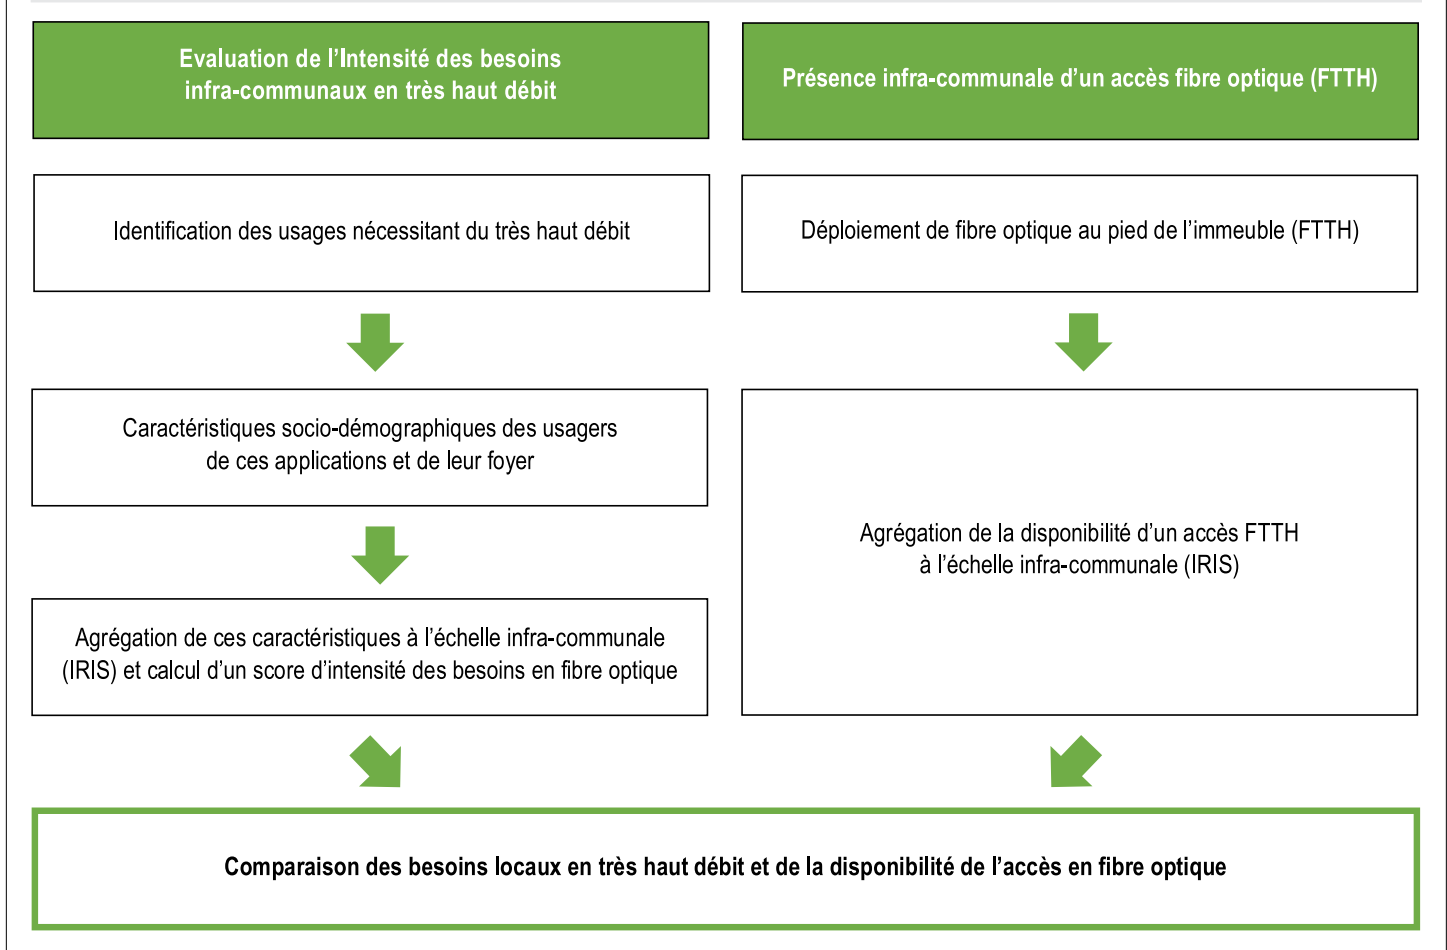 Evaluation de l’Intensité des besoins
infra-communaux en très haut débit
Présence infra-communale d’un accès fibre optique (FTTH)
Identification des usages nécessitant du très haut débit
Déploiement de fibre optique au pied de l’immeuble (FTTH)
Caractéristiques socio-démographiques des usagers
de ces applications et de leur foyer
Agrégation de la disponibilité d’un accès FTTH
à l’échelle infra-communale (IRIS)
Agrégation de ces caractéristiques à l’échelle infra-communale
(IRIS) et calcul d’un score d’intensité des besoins en fibre optique
Comparaison des besoins locaux en très haut débit et de la disponibilité de l’accès en fibre optique